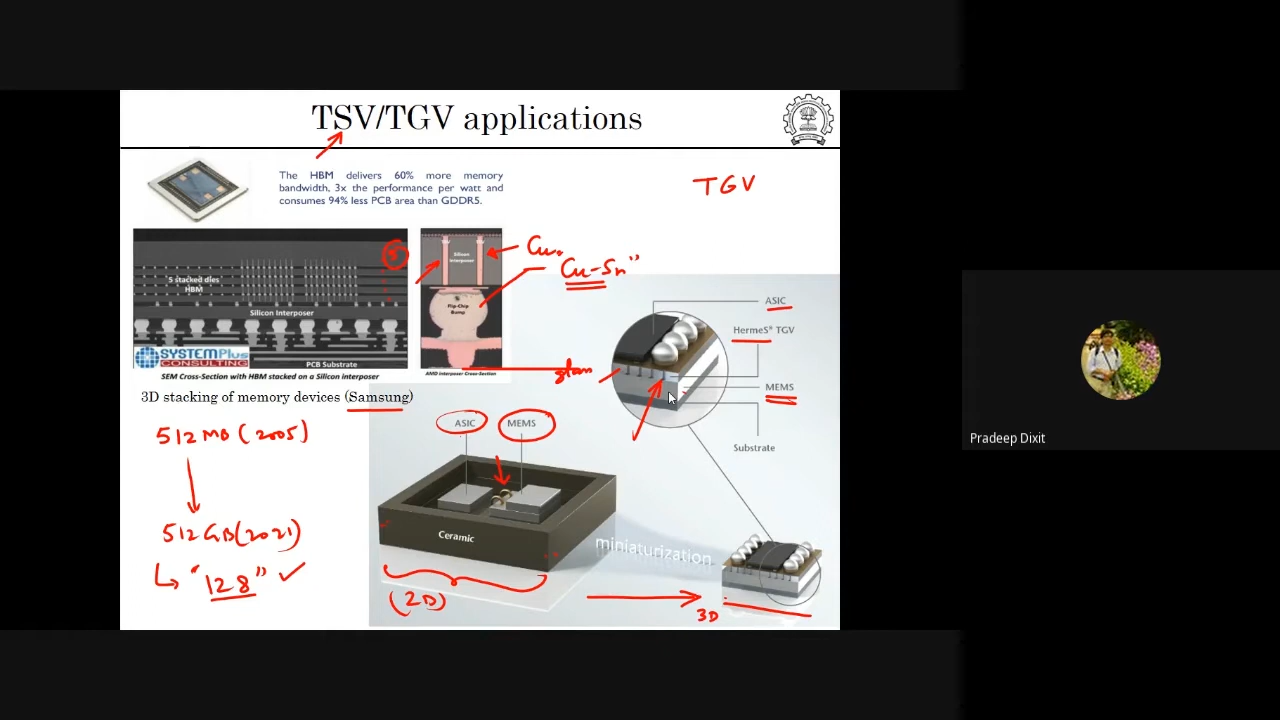 TSV/TGV applications
The HBM delivers 60% more memory
bandwidth, 3x the performance per watt and
consumes 94% less PCB area than GDDR5.
TGV
5
5 stacked dies
HBM
Silicon Interposer
PCB Substrate
SYSTEMPlus
CONSULTING
SEM Cross-Section with HBM stacked on a Silicon Interposer
TSV
TSV
Silicon
Interposer
Flip-Chip
Bump
AMD Interposer Cross-Section
Cu
Cu-Sn"
ASIC
HermeS® TGV
MEMS
Substrate
3D stacking of memory devices (Samsung)
512 MB (2005)
512 GB (2021)
"128" ✓
ASIC
MEMS
Ceramic
miniaturization
(2D)
3D
Pradeep Dixit